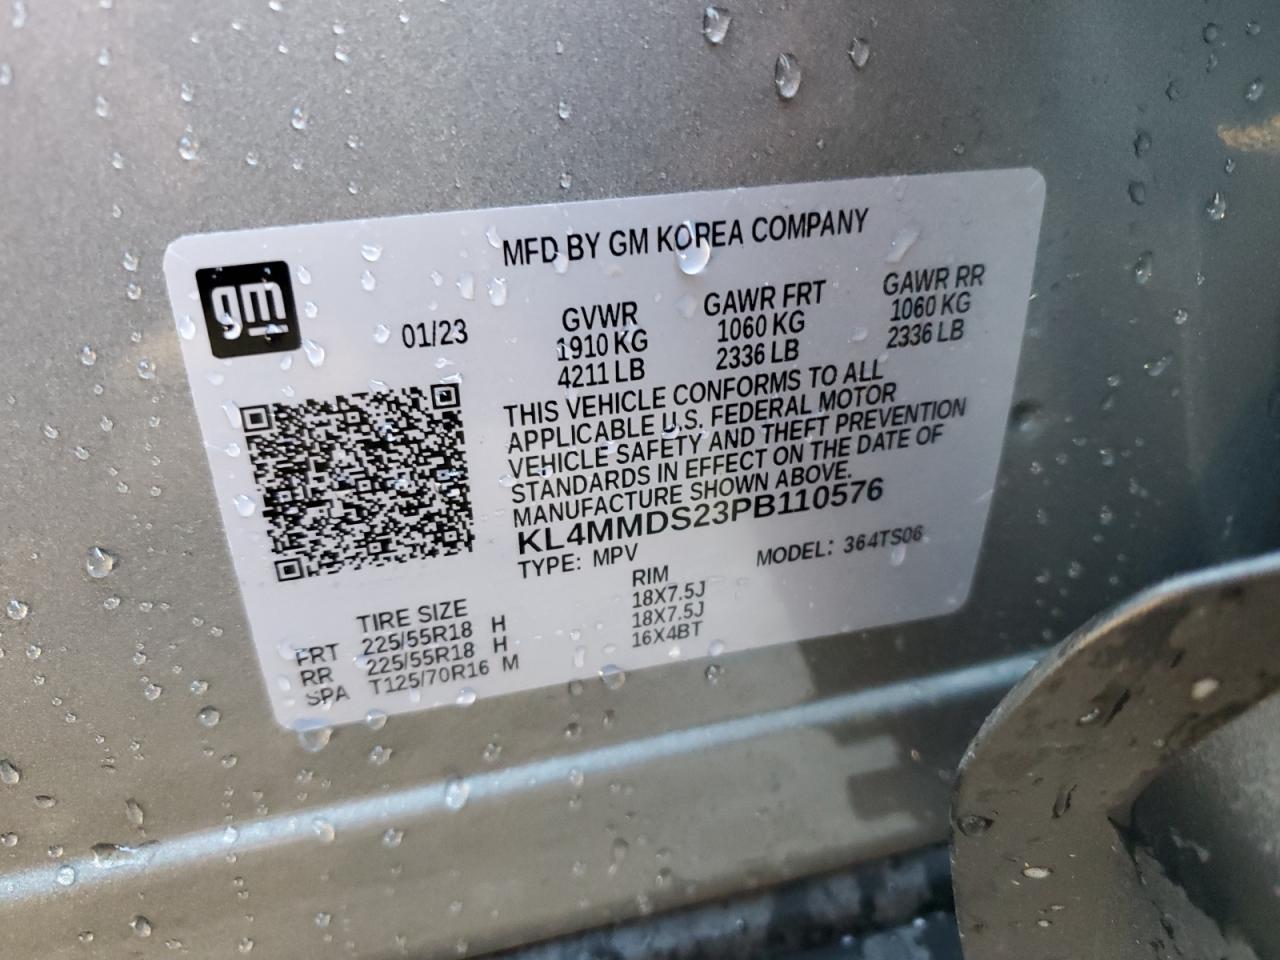 MFD BY GM KOREA COMPANY
gm
01/23
GVWR
1910 KG
4211 LB
GAWR FRT
1060 KG
2336 LB
GAWR RR
1060 KG
2336 LB
THIS VEHICLE CONFORMS TO ALL
APPLICABLE U.S. FEDERAL MOTOR
VEHICLE SAFETY AND THEFT PREVENTION
STANDARDS IN EFFECT ON THE DATE OF
MANUFACTURE SHOWN ABOVE.
KL4MMDS23PB110576
TYPE: MPV MODEL: 364TS06
TIRE SIZE RIM
FRT 225/55R18 H 18X7.5J
RR 225/55R18 H 18X7.5J
SPA T125/70R16 M 16X4BT